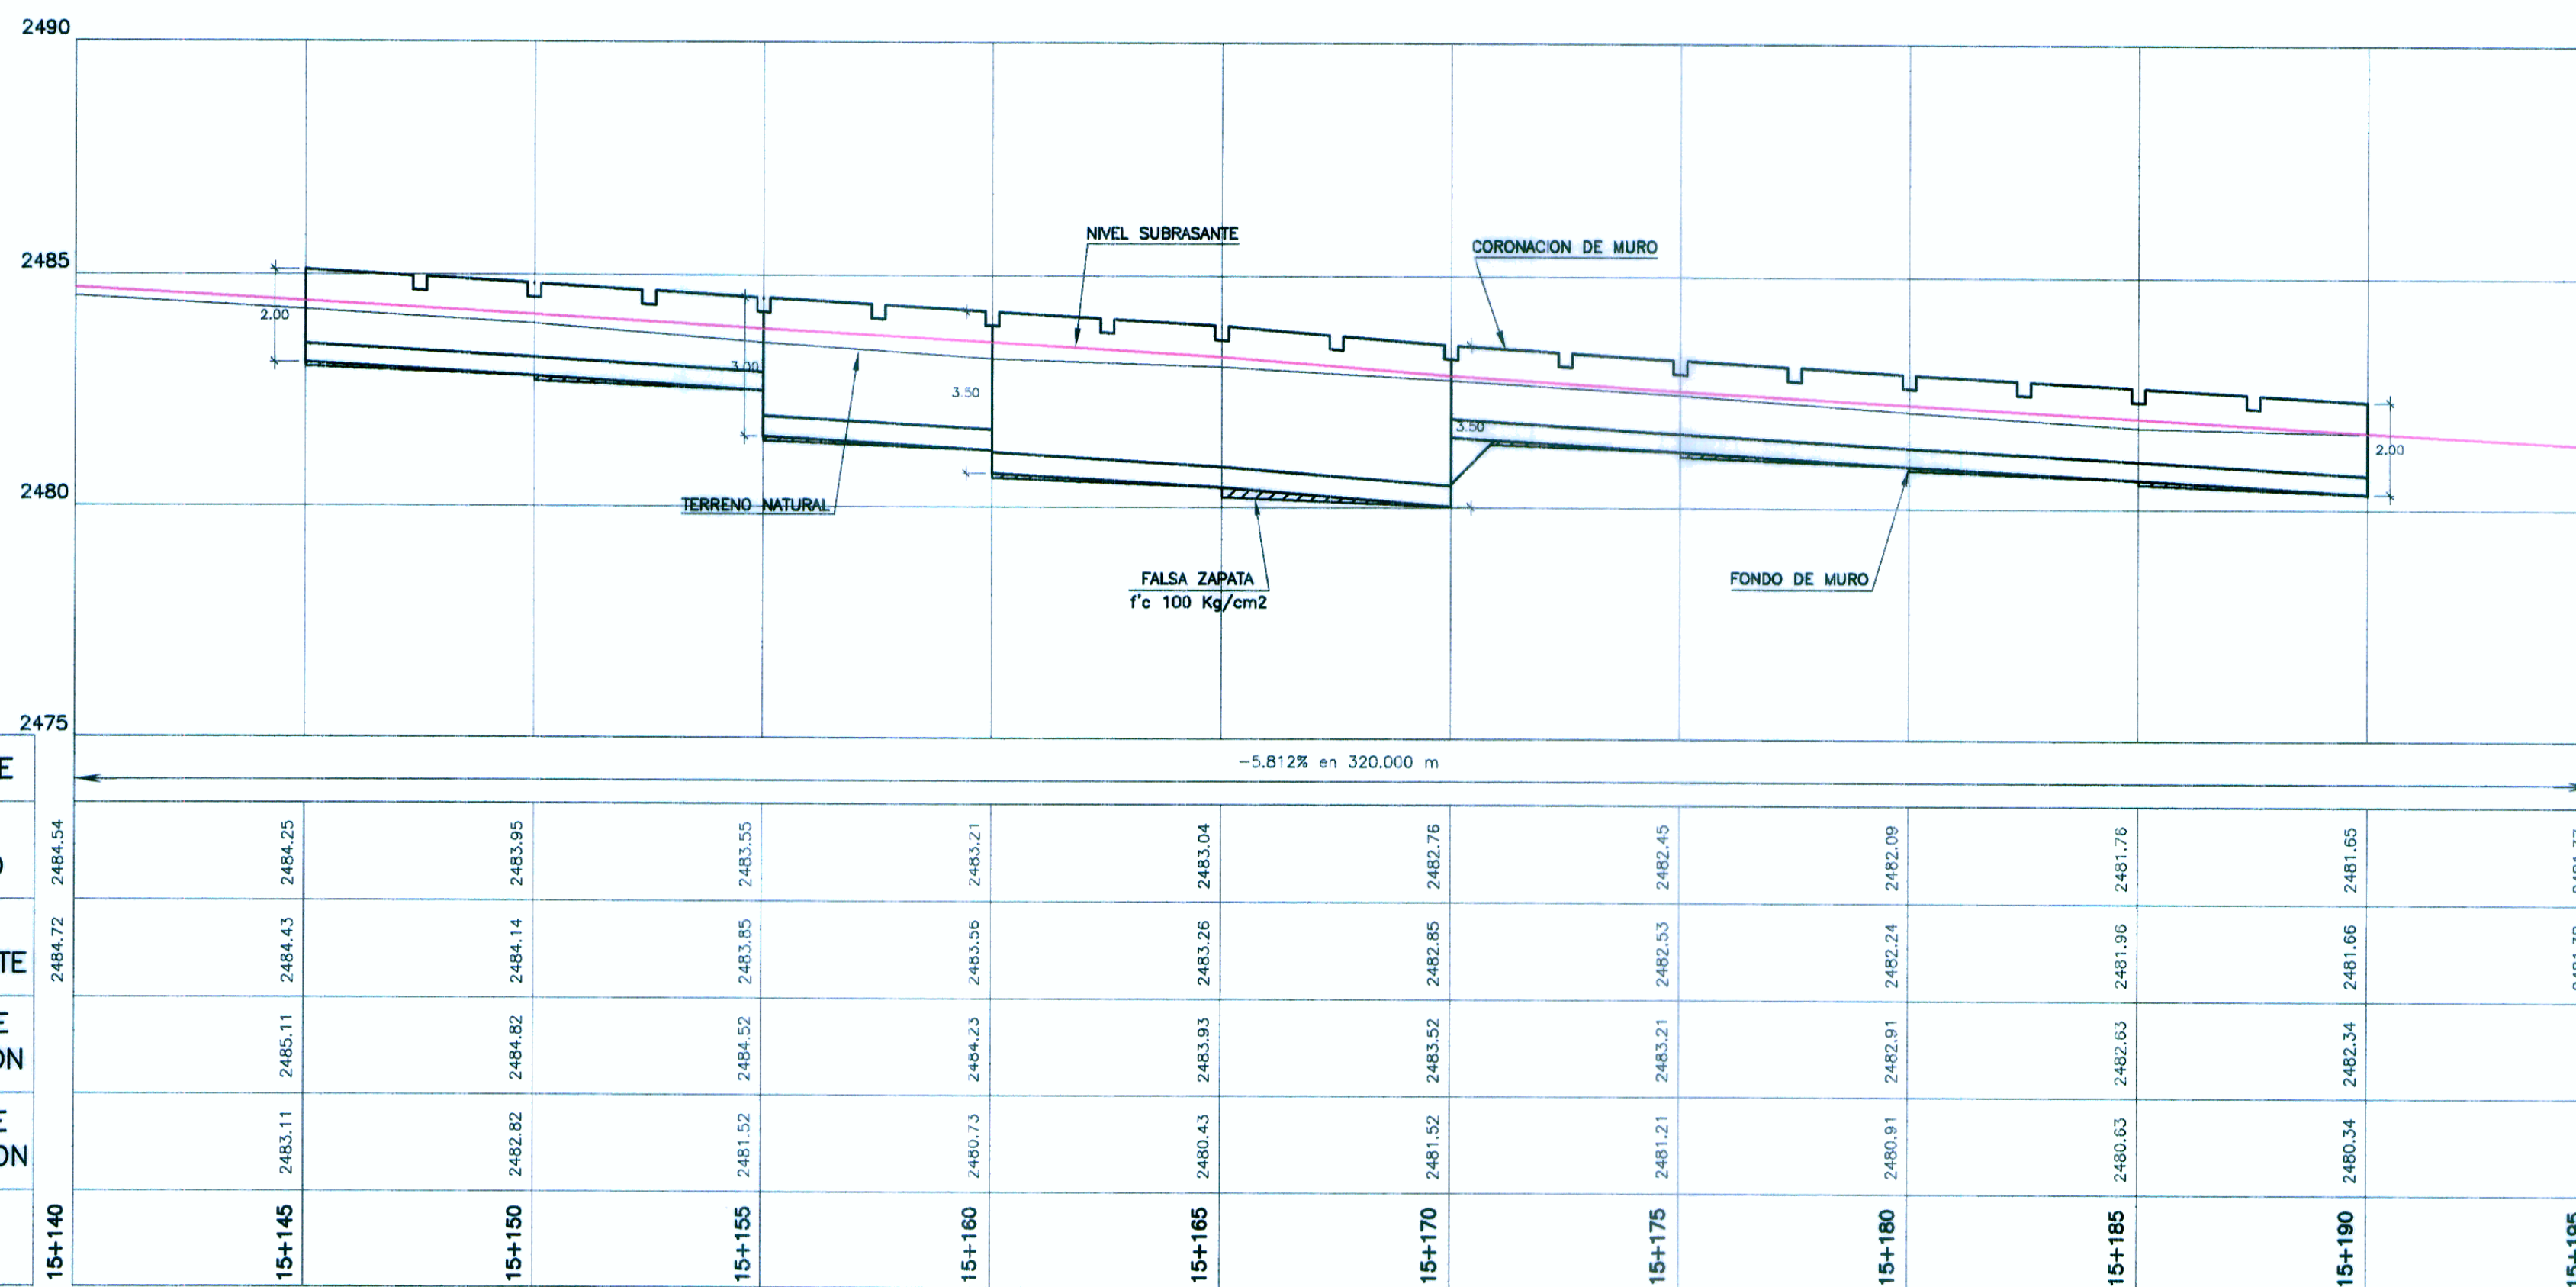 2490
2485
2480
2475
NIVEL SUBRASANTE
CORONACION DE MURO
2.00
3.00
3.50
3.50
2.00
TERRENO NATURAL
FALSA ZAPATA
f'c 100 Kg/cm2
FONDO DE MURO
-5.812% en 320.000 m
E
2484.54 2484.25 2483.95 2483.55 2483.21 2483.04 2482.76 2482.45 2482.09 2481.76 2481.65
TE
2484.72 2484.43 2484.14 2483.85 2483.56 2483.26 2482.85 2482.53 2482.24 2481.96 2481.66
ON
2485.11 2484.82 2484.52 2484.23 2483.93 2483.52 2483.21 2482.91 2482.63 2482.34
ON
2483.11 2482.82 2481.52 2480.73 2480.43 2481.52 2481.21 2480.91 2480.63 2480.34
15+140 15+145 15+150 15+155 15+160 15+165 15+170 15+175 15+180 15+185 15+190 15+195